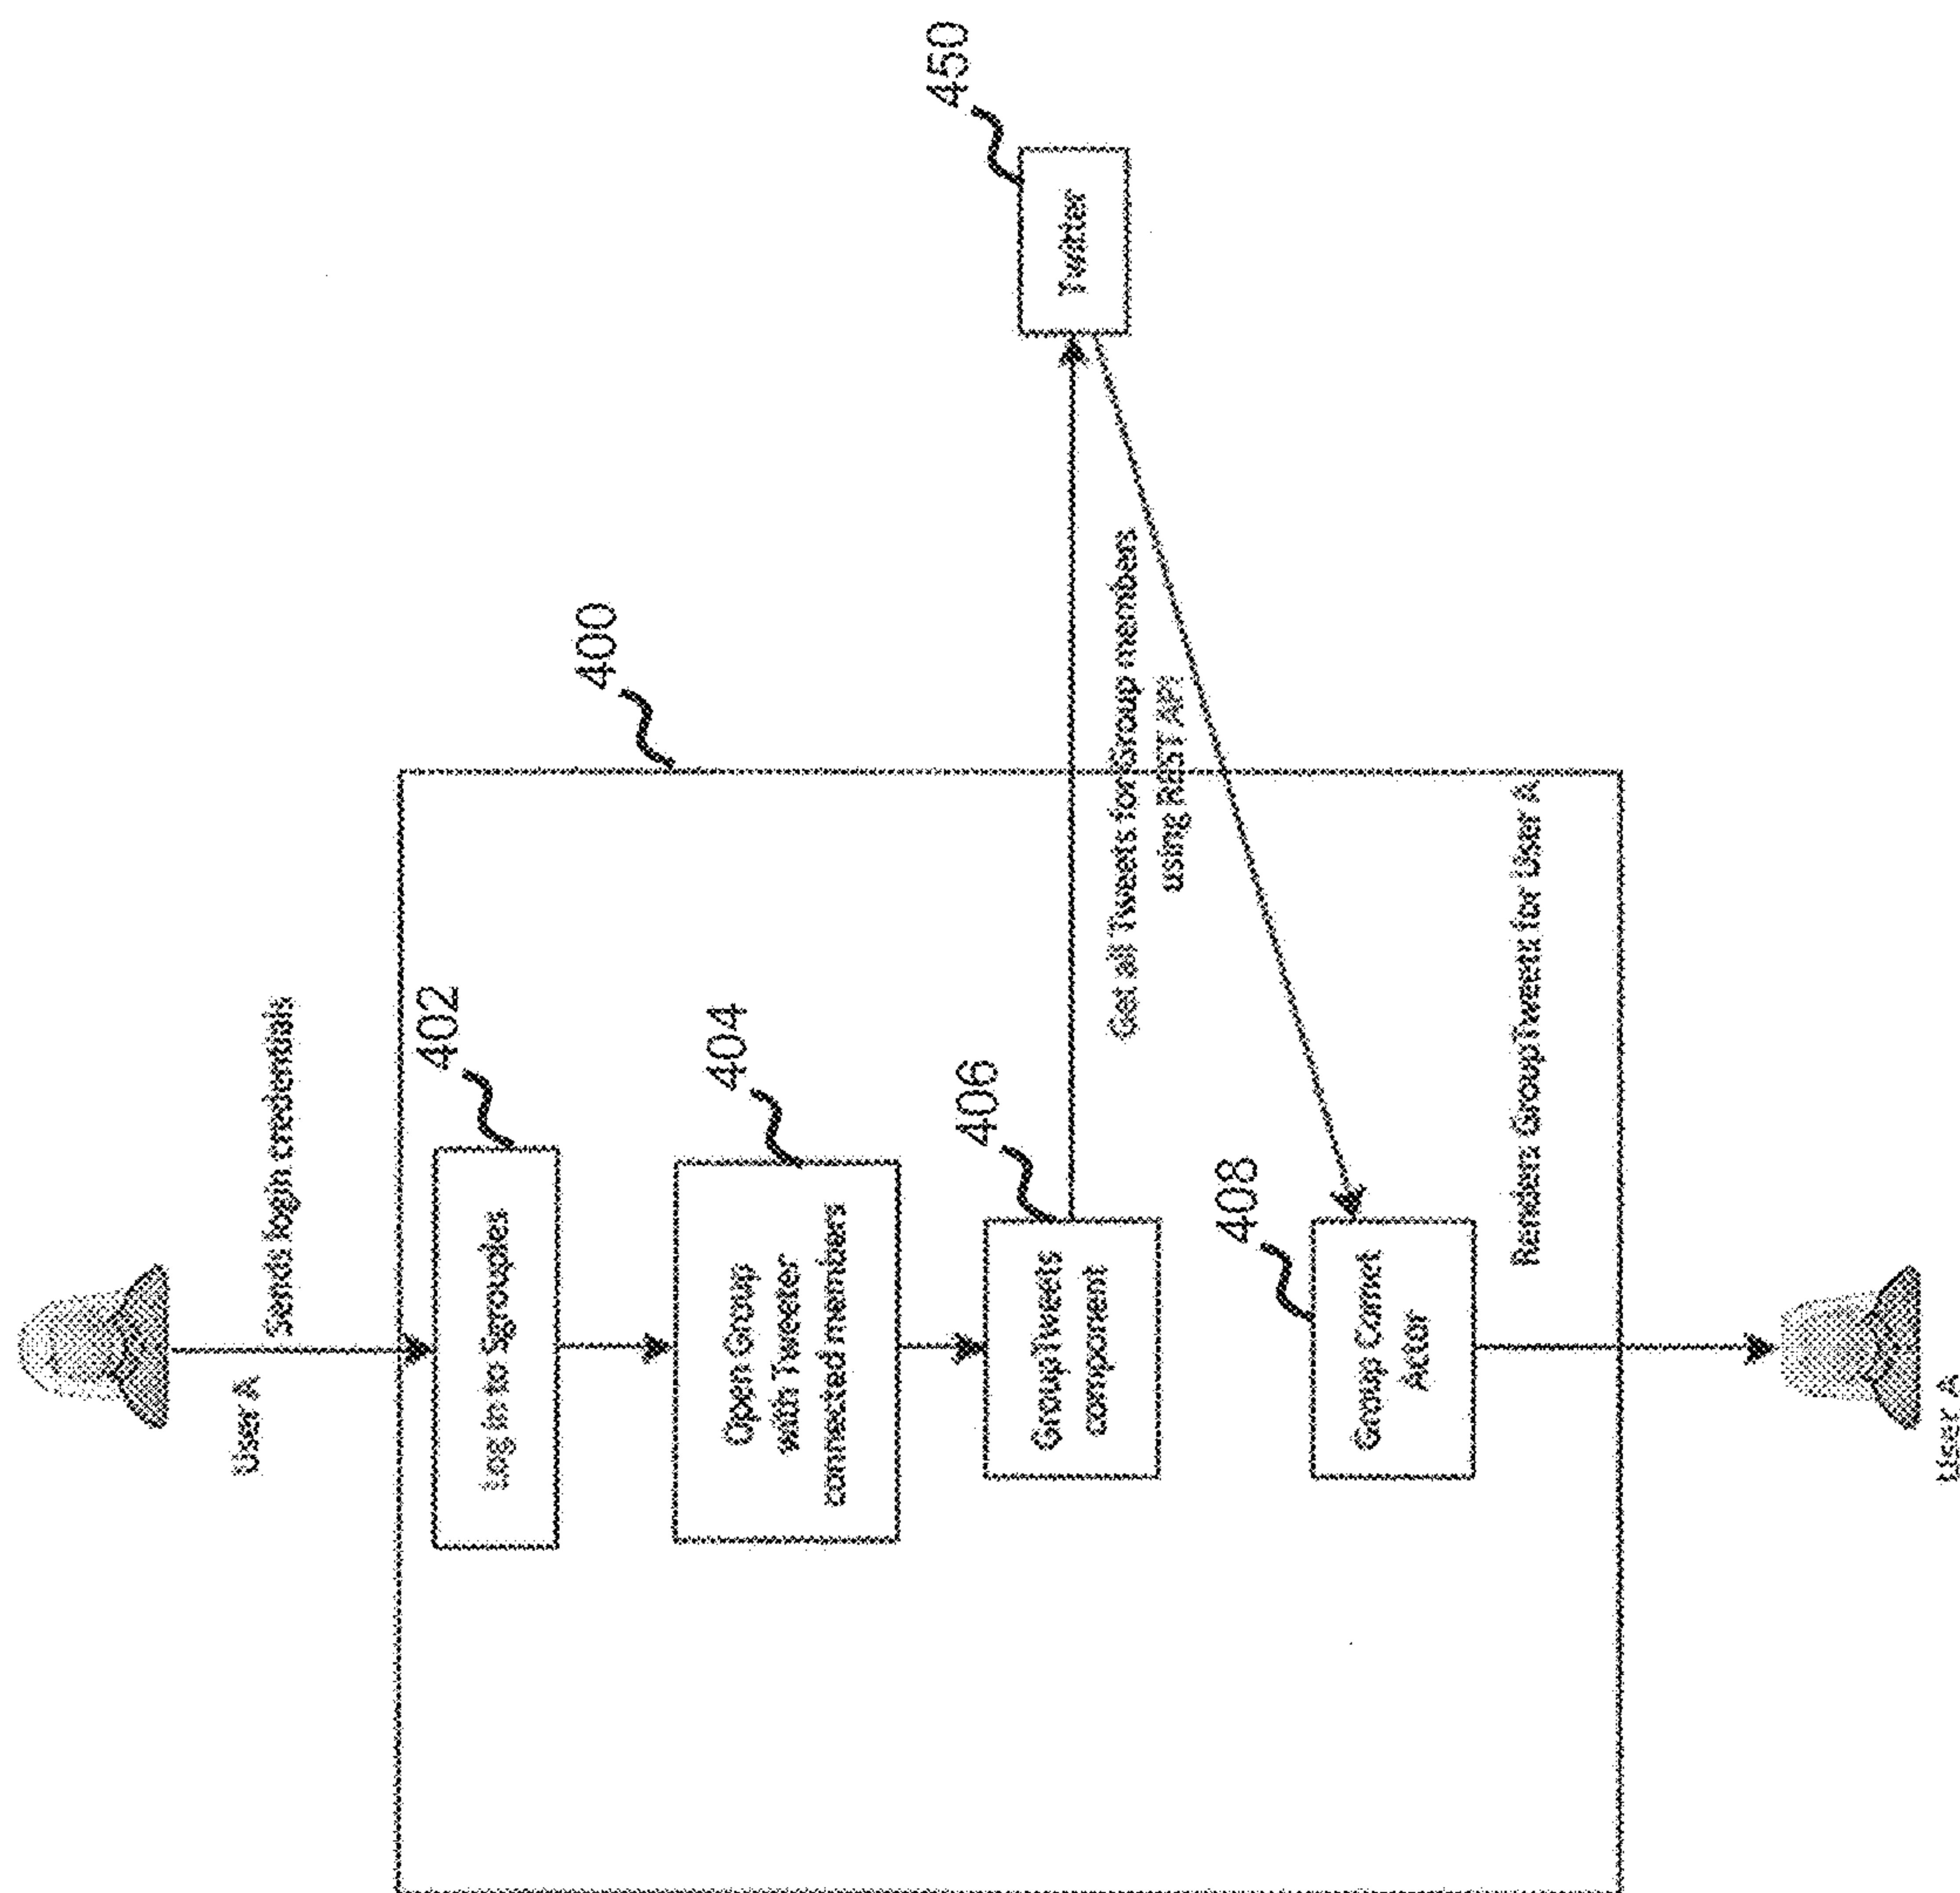 User A
Sends login credentials
402
Log in to Sgrouples
400
404
Open Group
with Tweeter
connected members
406
GroupTweets
component
450
Twitter
Get all Tweets for Group members
using REST API
408
Group Comet
Actor
Renders GroupTweets for User A
User A